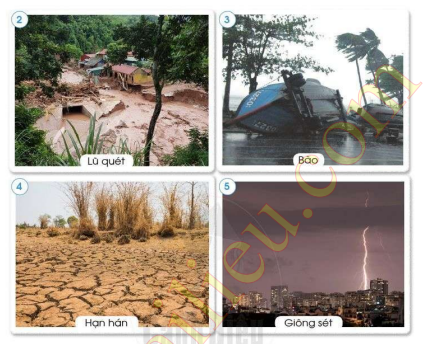 2
Lũ quét
3
Bão
4
Hạn hán
5
Giông sét